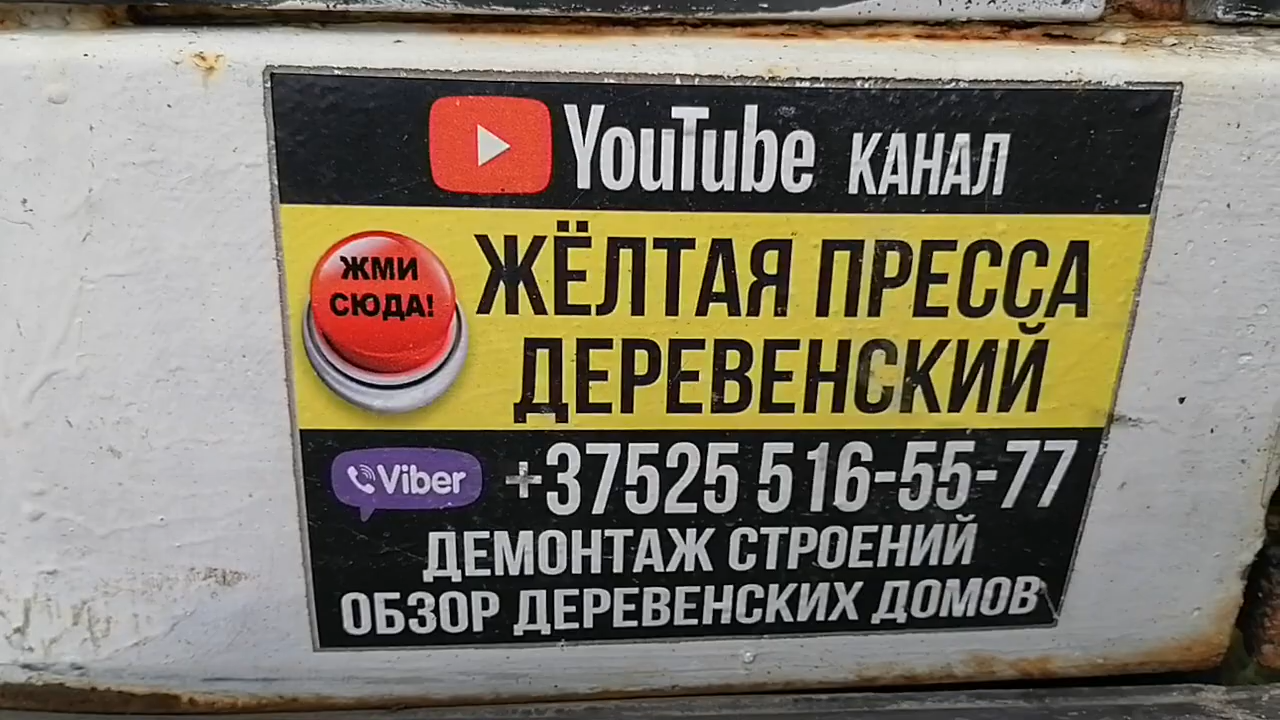 YouTube КАНАЛ
ЖМИ
СЮДА!
ЖЁЛТАЯ ПРЕССА
ДЕРЕВЕНСКИЙ
Viber +37525 516-55-77
ДЕМОНТАЖ СТРОЕНИЙ
ОБЗОР ДЕРЕВЕНСКИХ ДОМОВ